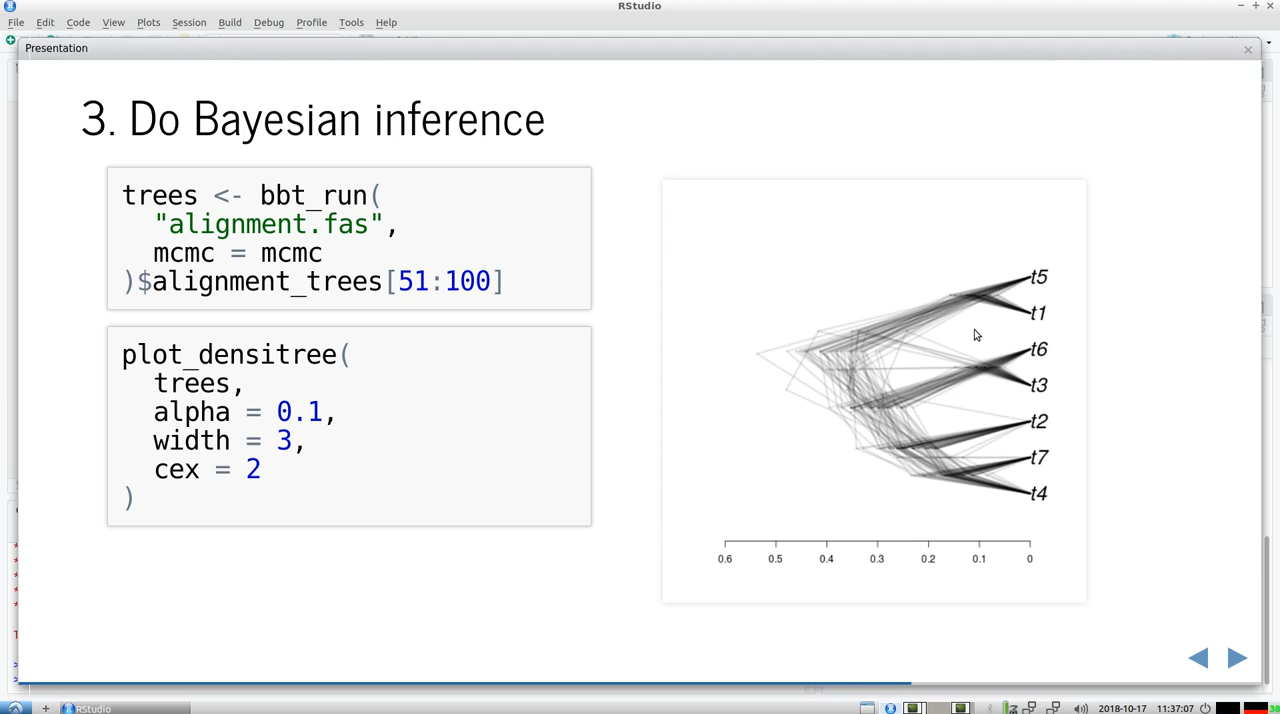 RStudio
File Edit Code View Plots Session Build Debug Profile Tools Help
Presentation
3. Do Bayesian inference
trees <- bbt_run(
  "alignment.fas",
  mcmc = mcmc
)$alignment_trees[51:100]
plot_densitree(
  trees,
  alpha = 0.1,
  width = 3,
  cex = 2
)
t5
t1
t6
t3
t2
t7
t4
0.6 0.5 0.4 0.3 0.2 0.1 0
RStudio
2018-10-17 11:37:07